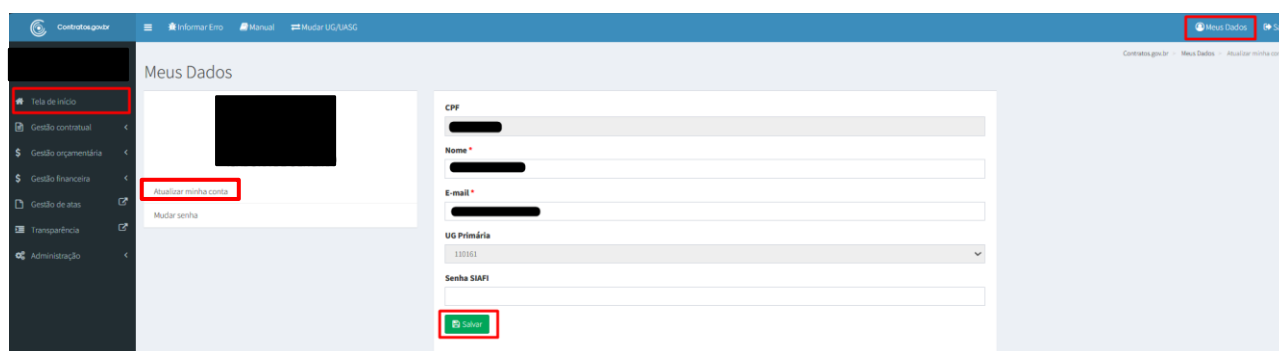 Contratos.gov.br
Informar Erro Manual Mudar UG/UASG
Meus Dados
Contratos.gov.br > Meus Dados > Atualizar minha
Meus Dados
Tela de início
Gestão contratual
Gestão orçamentária
Gestão financeira
Gestão de atas
Transparência
Administração
Atualizar minha conta
Mudar senha
CPF
Nome *
E-mail *
UG Primária
110161
Senha SIAFI
Salvar